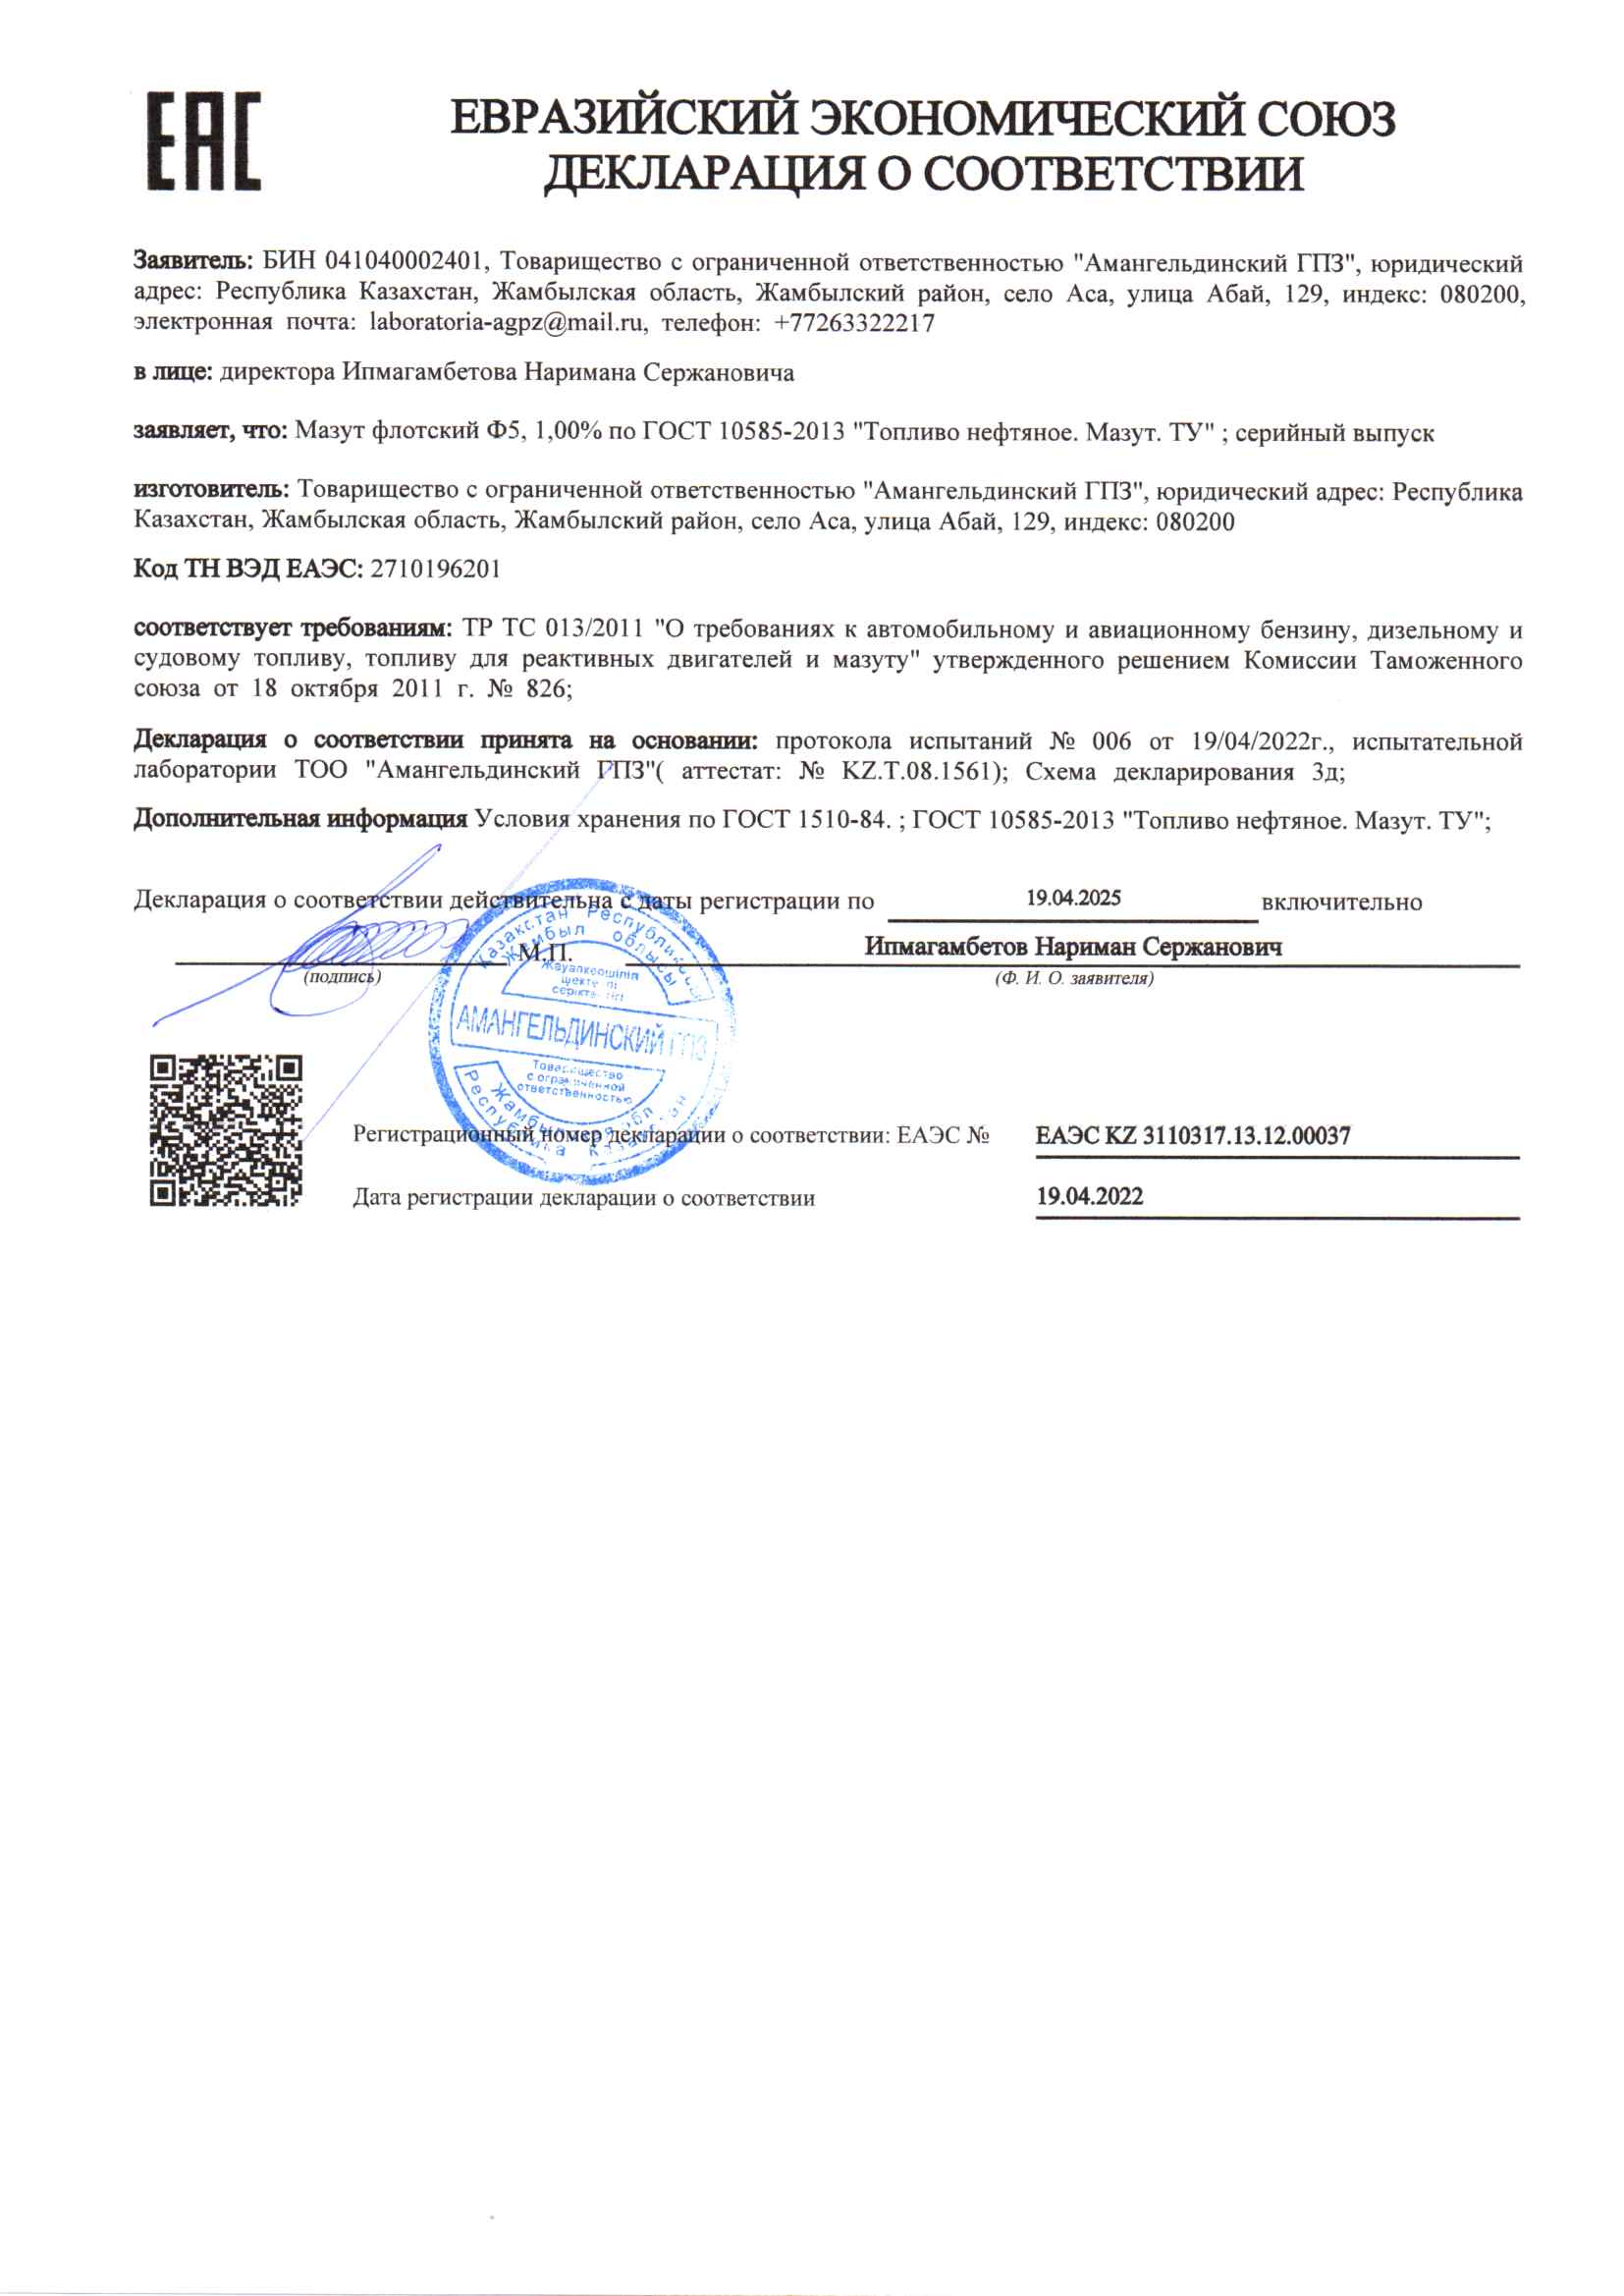 ЕАС
ЕВРАЗИЙСКИЙ ЭКОНОМИЧЕСКИЙ СОЮЗ
ДЕКЛАРАЦИЯ О СООТВЕТСТВИИ
Заявитель: БИН 041040002401, Товарищество с ограниченной ответственностью "Амангельдинский ГПЗ", юридический
адрес: Республика Казахстан, Жамбылская область, Жамбылский район, село Аса, улица Абай, 129, индекс: 080200,
электронная почта: laboratoria-agpz@mail.ru, телефон: +77263322217
в лице: директора Ипмагамбетова Наримана Сержановича
заявляет, что: Мазут флотский Ф5, 1,00% по ГОСТ 10585-2013 "Топливо нефтяное. Мазут. ТУ" ; серийный выпуск
изготовитель: Товарищество с ограниченной ответственностью "Амангельдинский ГПЗ", юридический адрес: Республика
Казахстан, Жамбылская область, Жамбылский район, село Аса, улица Абай, 129, индекс: 080200
Код ТН ВЭД ЕАЭС: 2710196201
соответствует требованиям: ТР ТС 013/2011 "О требованиях к автомобильному и авиационному бензину, дизельному и
судовому топливу, топливу для реактивных двигателей и мазуту" утвержденного решением Комиссии Таможенного
союза от 18 октября 2011 г. № 826;
Декларация о соответствии принята на основании: протокола испытаний № 006 от 19/04/2022г., испытательной
лаборатории ТОО "Амангельдинский ГПЗ"( аттестат: № KZ.T.08.1561); Схема декларирования 3д;
Дополнительная информация Условия хранения по ГОСТ 1510-84. ; ГОСТ 10585-2013 "Топливо нефтяное. Мазут. ТУ";
Декларация о соответствии действительна с даты регистрации по 19.04.2025 включительно
М.П. Ипмагамбетов Нариман Сержанович
(подпись) (Ф. И. О. заявителя)
Қазақстан Республикасы
Жамбыл облысы
Жауапкершілігі
шектеулі
серіктестігі
АМАНГЕЛЬДИНСКИЙ ГПЗ
Товарищество
с ограниченной
ответственностью
Жамбылская обл
Республика Казахстан
Регистрационный номер декларации о соответствии: ЕАЭС № ЕАЭС KZ 3110317.13.12.00037
Дата регистрации декларации о соответствии 19.04.2022